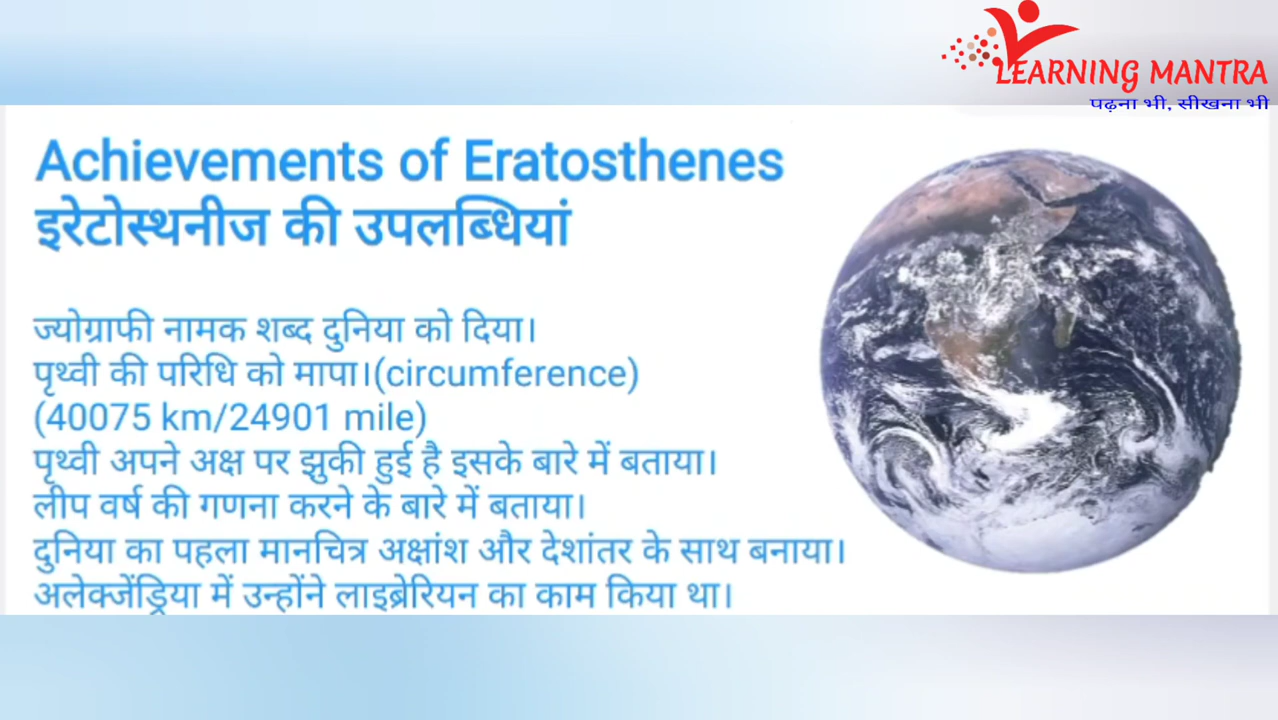 LEARNING MANTRA
पढ़ना भी, सीखना भी
Achievements of Eratosthenes
इरेटोस्थनीज की उपलब्धियां
ज्योग्राफी नामक शब्द दुनिया को दिया।
पृथ्वी की परिधि को मापा।(circumference)
(40075 km/24901 mile)
पृथ्वी अपने अक्ष पर झुकी हुई है इसके बारे में बताया।
लीप वर्ष की गणना करने के बारे में बताया।
दुनिया का पहला मानचित्र अक्षांश और देशांतर के साथ बनाया।
अलेक्जेंड्रिया में उन्होंने लाइब्रेरियन का काम किया था।